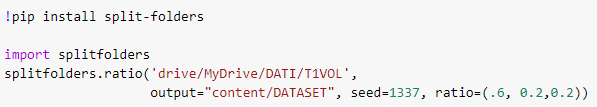 !pip install split-folders
import splitfolders
splitfolders.ratio('drive/MyDrive/DATI/T1VOL',
output="content/DATASET", seed=1337, ratio=(.6, 0.2,0.2))